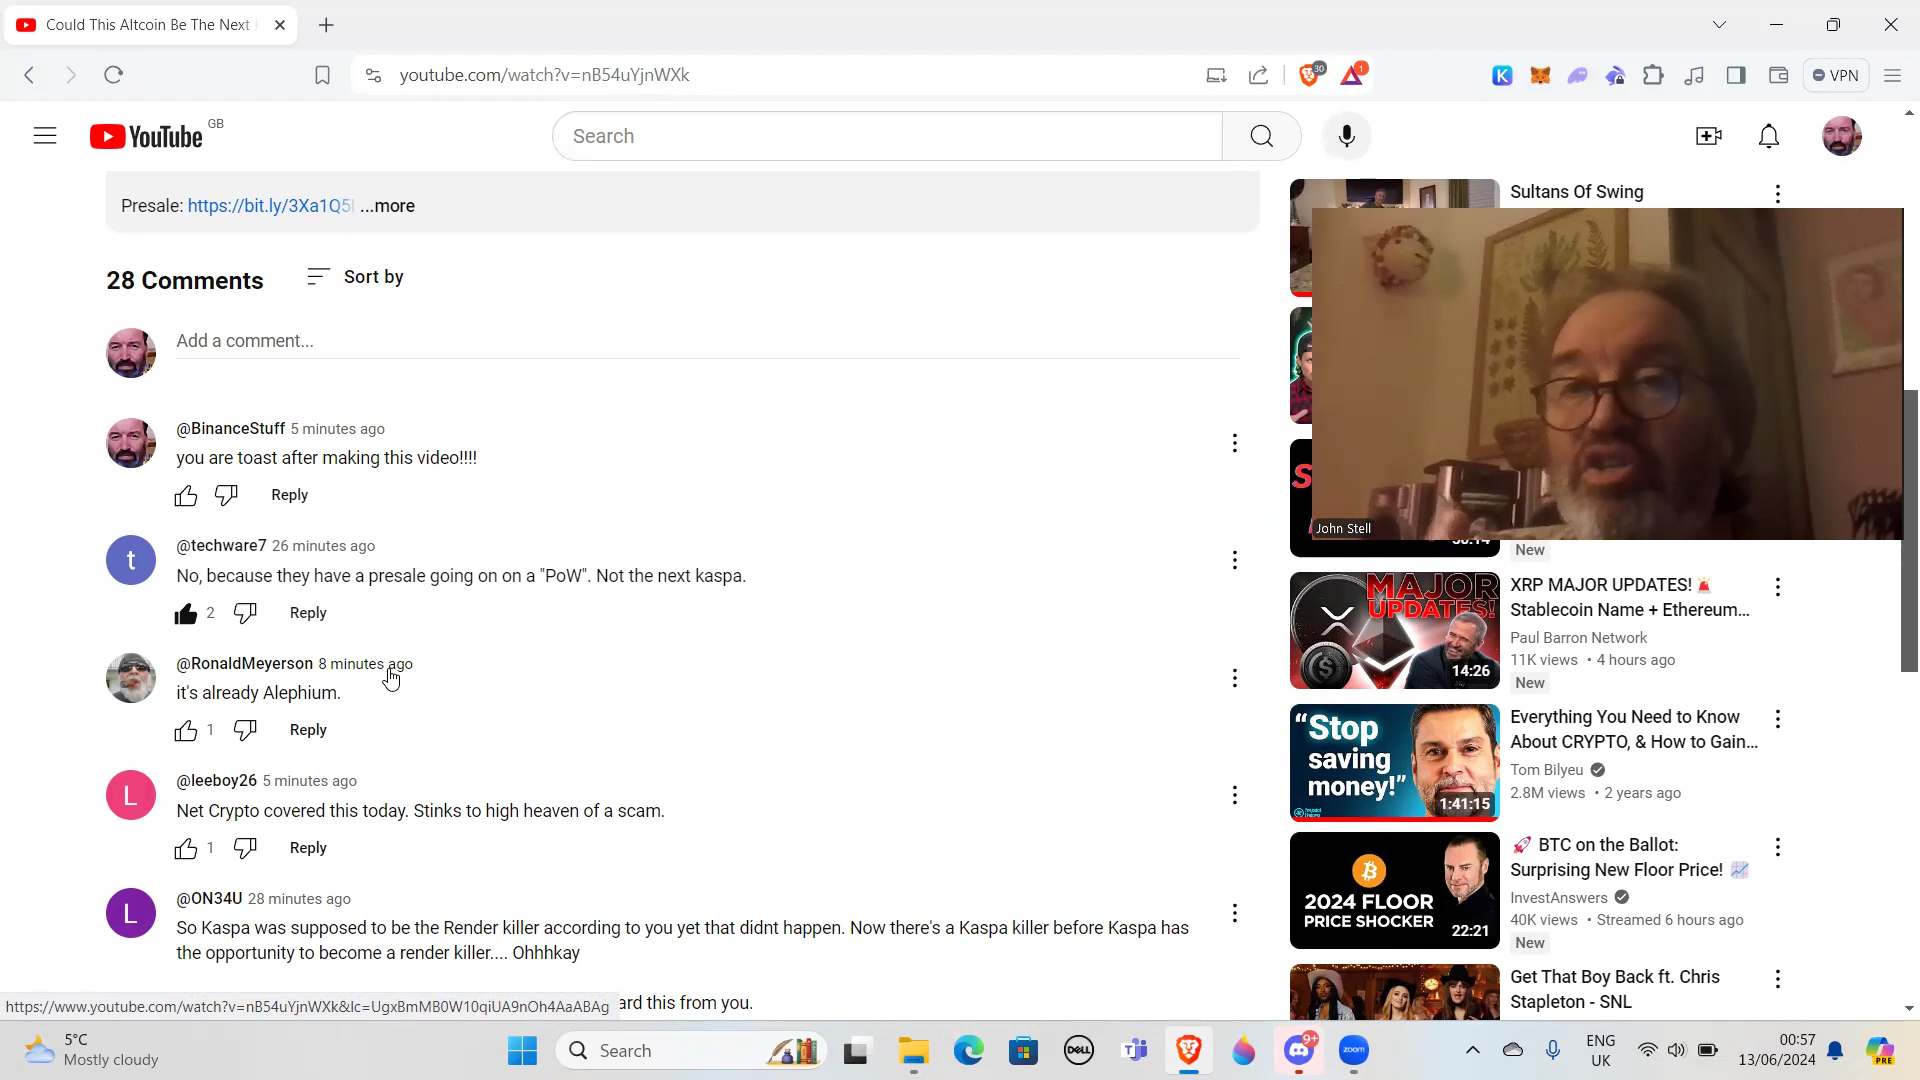 Could This Altcoin Be The Next
youtube.com/watch?v=nB54uYjnWXk
30
1
VPN
YouTube
GB
Search
Presale: https://bit.ly/3Xa1Q5 ...more
28 Comments
Sort by
Add a comment...
@BinanceStuff 5 minutes ago
you are toast after making this video!!!!
Reply
@techware7 26 minutes ago
No, because they have a presale going on on a "PoW". Not the next kaspa.
2
Reply
@RonaldMeyerson 8 minutes ago
it's already Alephium.
1
Reply
@leeboy26 5 minutes ago
Net Crypto covered this today. Stinks to high heaven of a scam.
1
Reply
@ON34U 28 minutes ago
So Kaspa was supposed to be the Render killer according to you yet that didnt happen. Now there's a Kaspa killer before Kaspa has
the opportunity to become a render killer.... Ohhhkay
ard this from you.
https://www.youtube.com/watch?v=nB54uYjnWXk&lc=UgxBmMB0W10qiUA9nOh4AaABAg
Sultans Of Swing
John Stell
New
MAJOR
UPDATES!
14:26
XRP MAJOR UPDATES! 🚨
Stablecoin Name + Ethereum...
Paul Barron Network
11K views • 4 hours ago
New
"Stop
saving
money!"
1:41:15
Everything You Need to Know
About CRYPTO, & How to Gain...
Tom Bilyeu
2.8M views • 2 years ago
2024 FLOOR
PRICE SHOCKER
22:21
🚀 BTC on the Ballot:
Surprising New Floor Price! 📈
InvestAnswers
40K views • Streamed 6 hours ago
New
Get That Boy Back ft. Chris
Stapleton - SNL
5°C
Mostly cloudy
Search
DELL
9+
zoom
ENG
UK
00:57
13/06/2024
PRE